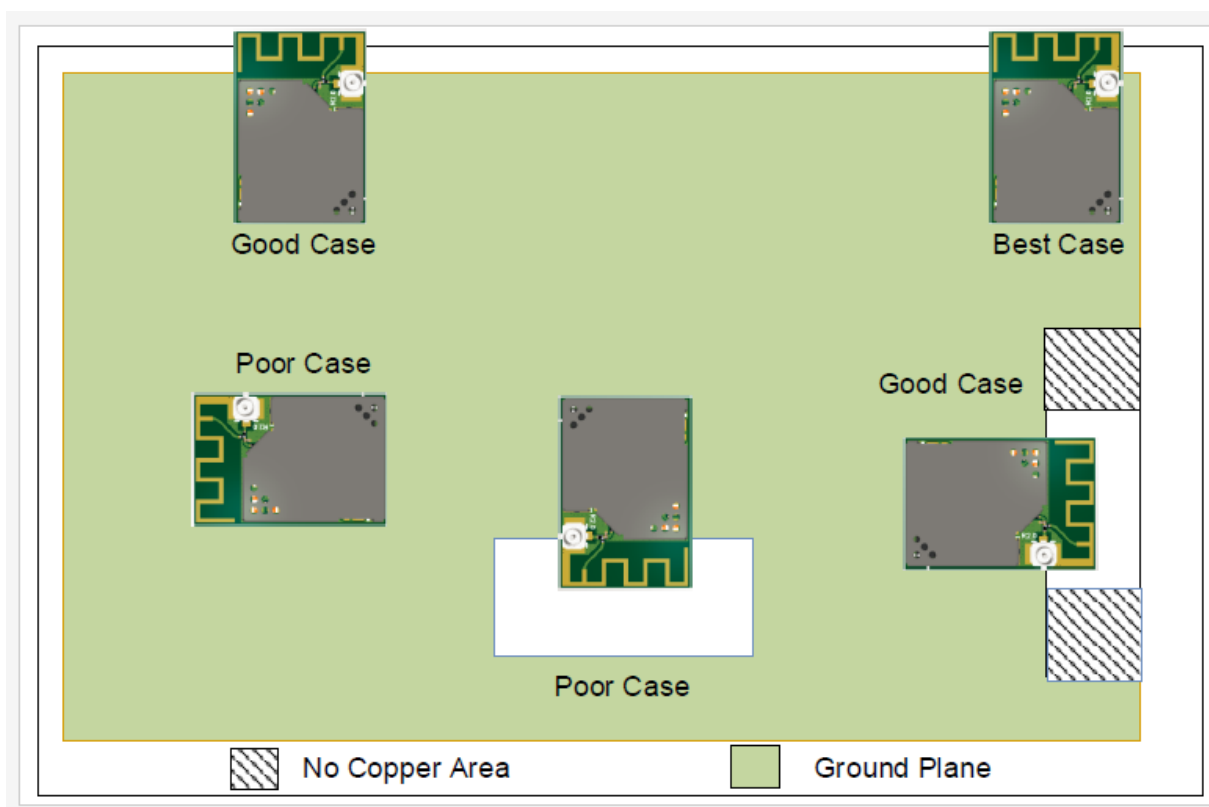 Good Case
Best Case
Poor Case
Good Case
Poor Case
No Copper Area
Ground Plane